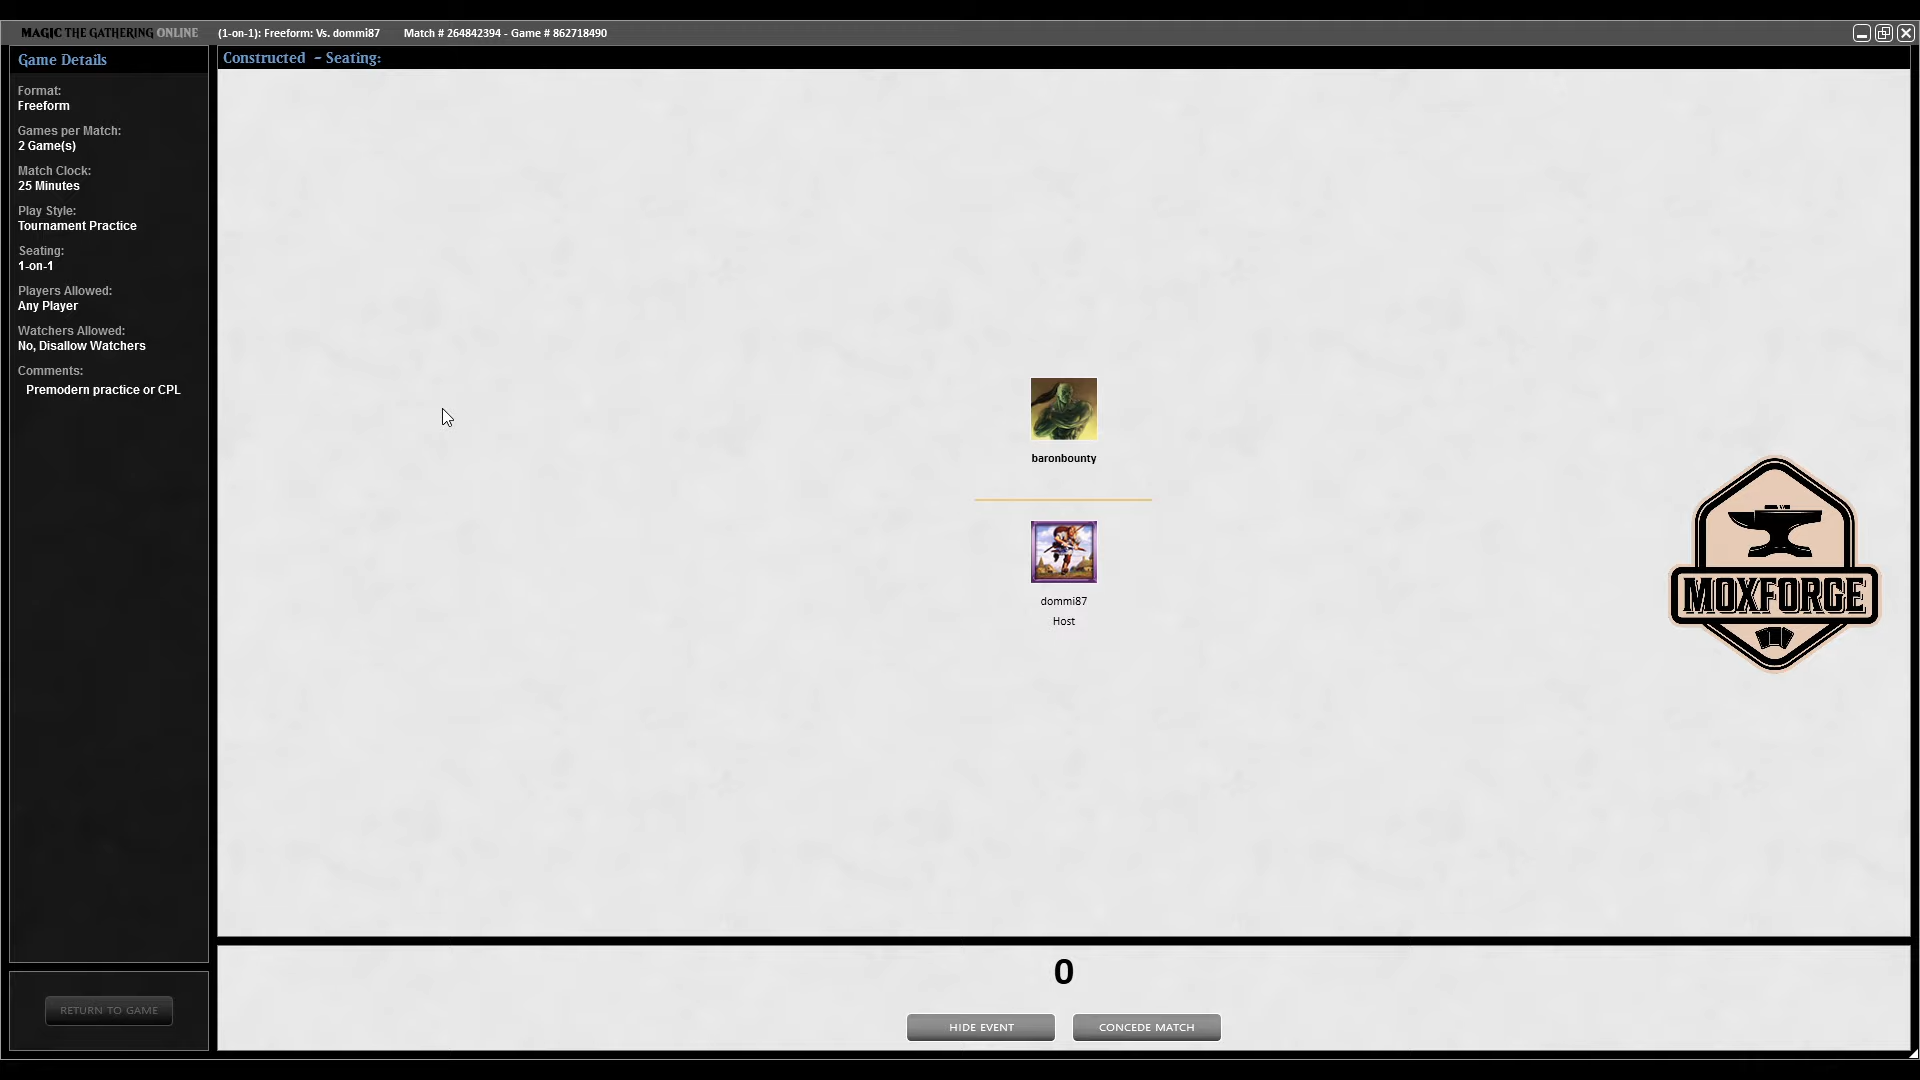 MAGIC THE GATHERING ONLINE
(1-on-1): Freeform: Vs. dommi87
Match # 264842394 - Game # 862718490
Game Details
Format:
Freeform
Games per Match:
2 Game(s)
Match Clock:
25 Minutes
Play Style:
Tournament Practice
Seating:
1-on-1
Players Allowed:
Any Player
Watchers Allowed:
No, Disallow Watchers
Comments:
Premodern practice or CPL
RETURN TO GAME
Constructed - Seating:
baronbounty
dommi87
Host
MOXFORGE
0
HIDE EVENT
CONCEDE MATCH